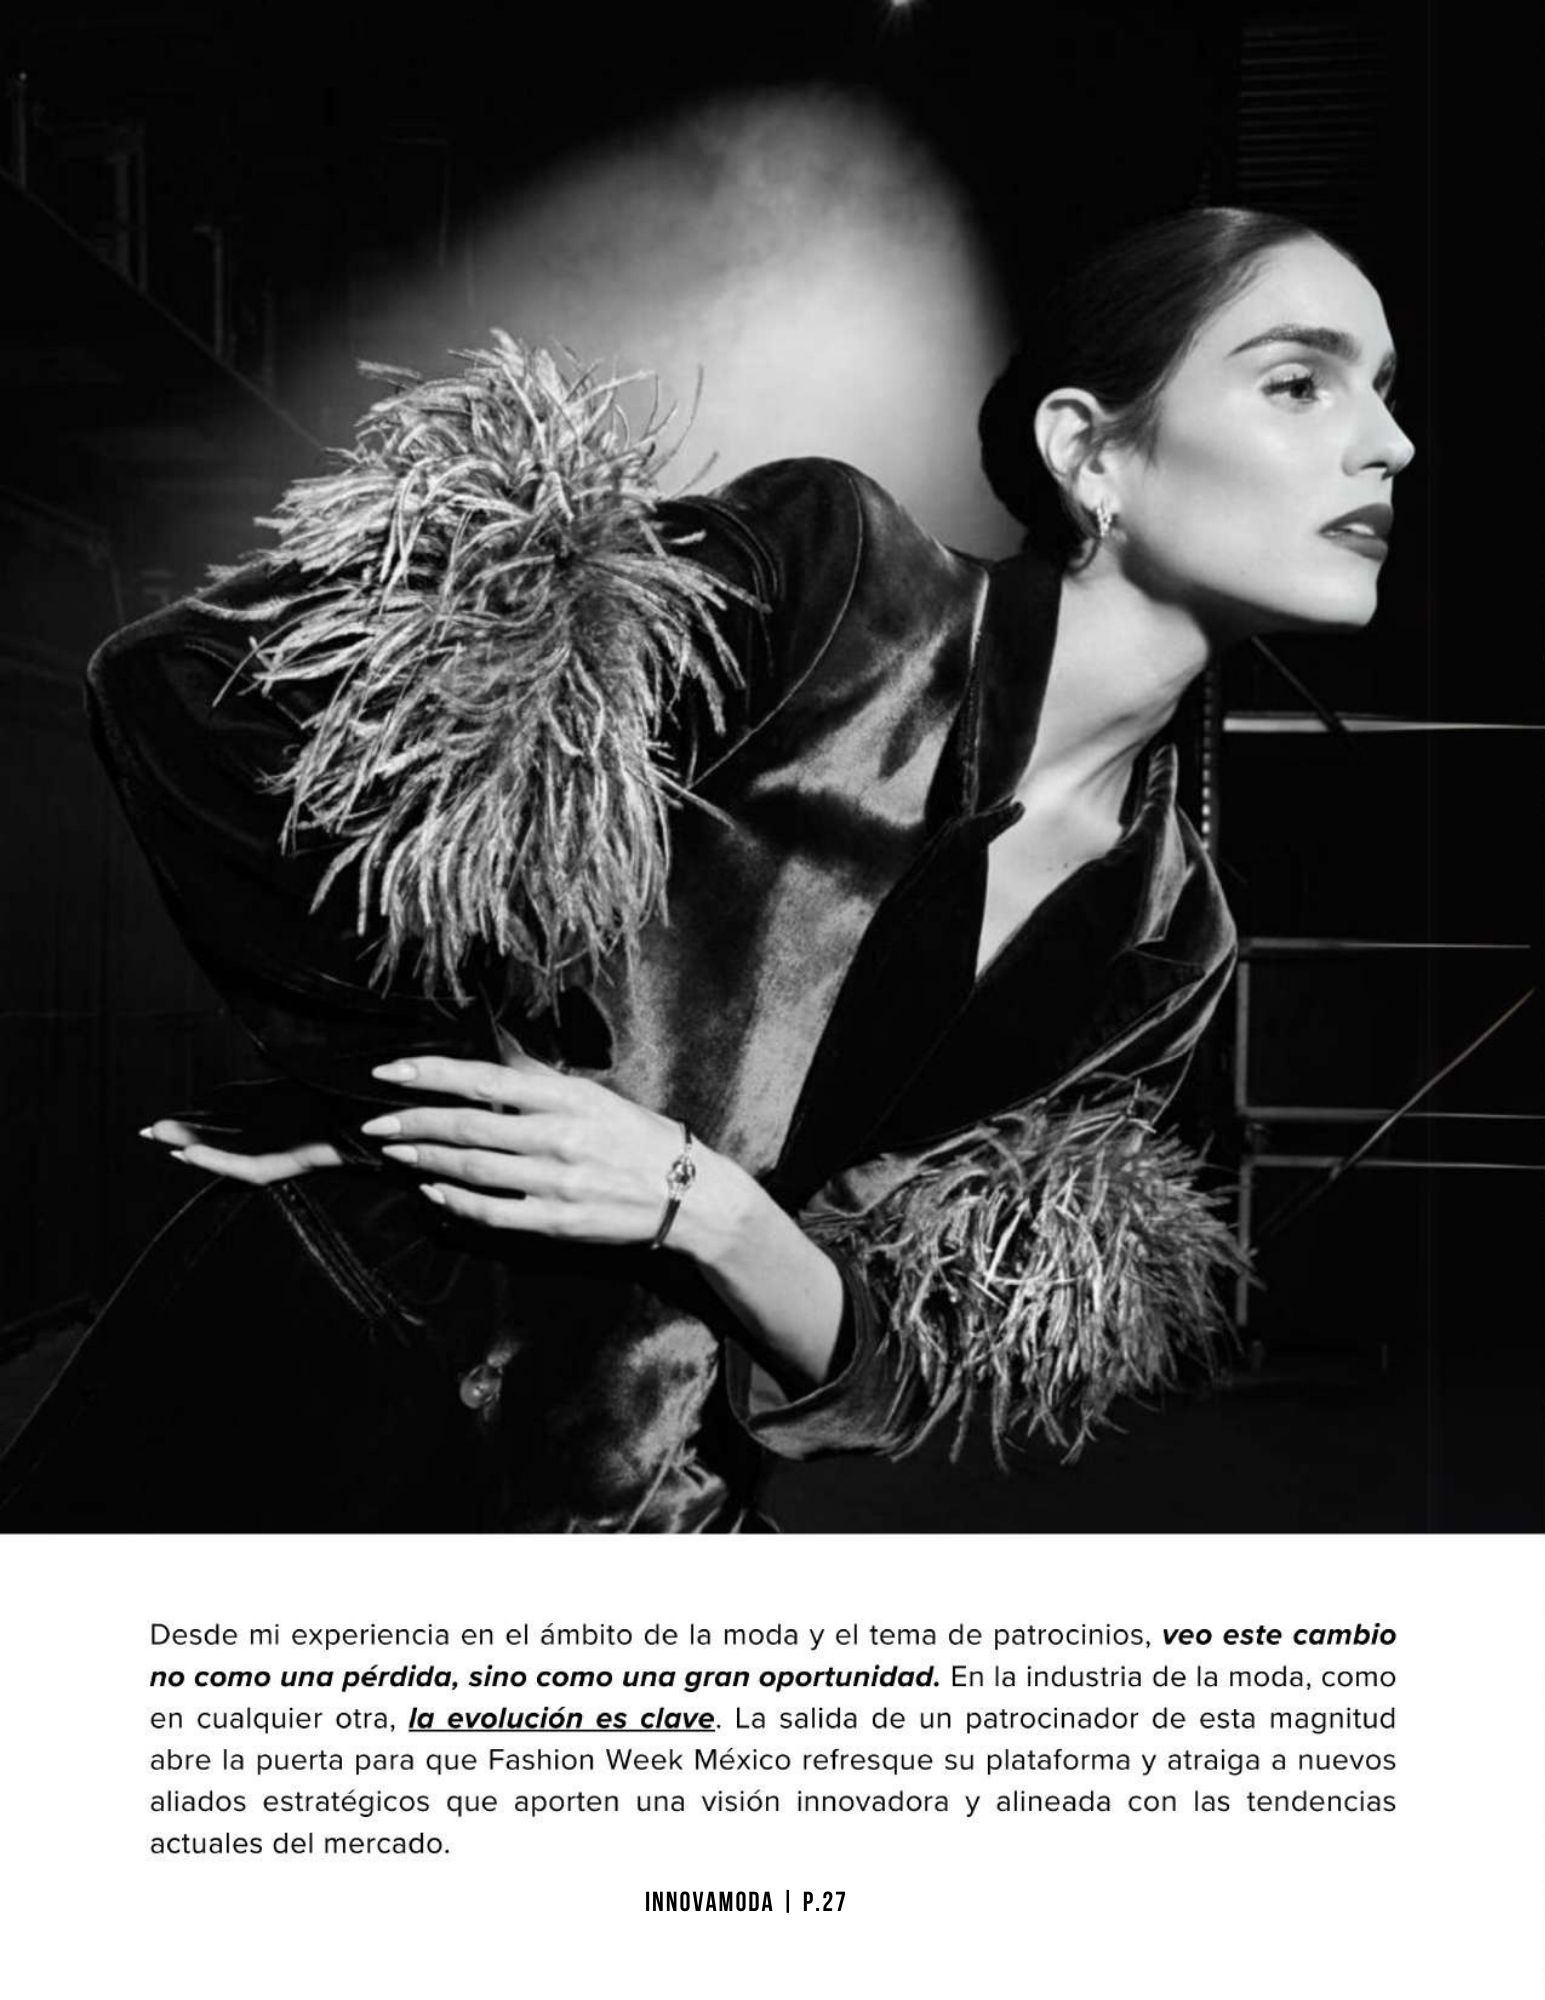 Desde mi experiencia en el ámbito de la moda y el tema de patrocinios, veo este cambio
no como una pérdida, sino como una gran oportunidad. En la industria de la moda, como
en cualquier otra, la evolución es clave. La salida de un patrocinador de esta magnitud
abre la puerta para que Fashion Week México refresque su plataforma y atraiga a nuevos
aliados estratégicos que aporten una visión innovadora y alineada con las tendencias
actuales del mercado.
INNOVAMODA | P.27